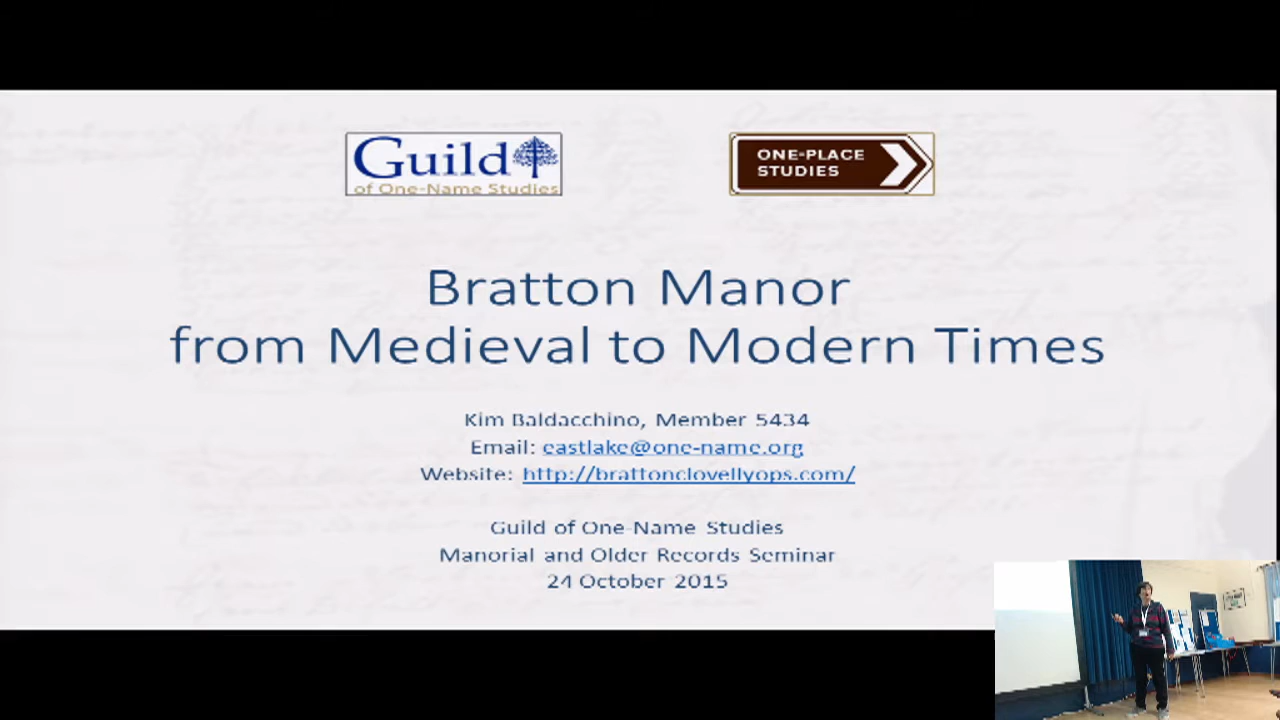 Guild
of One-Name Studies
ONE-PLACE
STUDIES
Bratton Manor
from Medieval to Modern Times
Kim Baldacchino, Member 5434
Email: eastlake@one-name.org
Website: http://brattonclovellyops.com/
Guild of One-Name Studies
Manorial and Older Records Seminar
24 October 2015